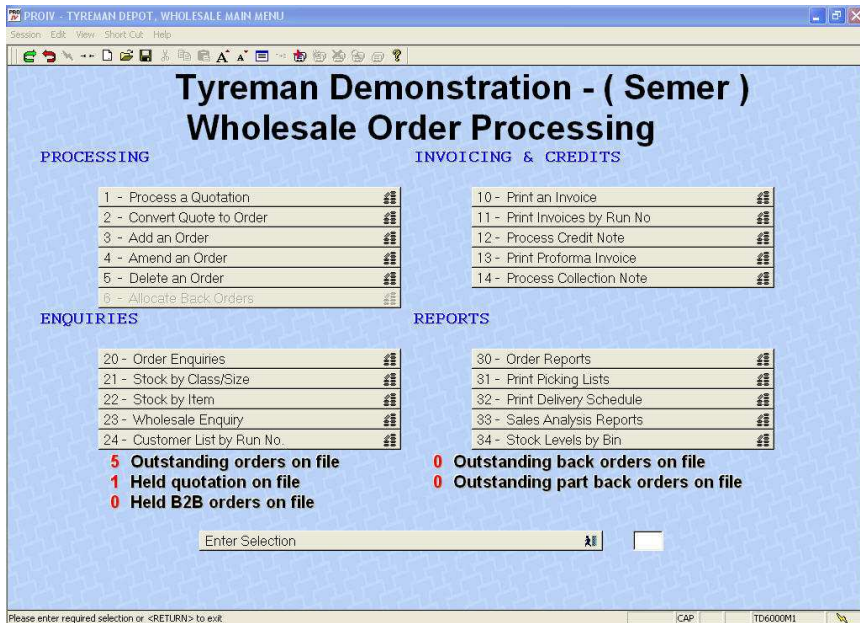 PROIV - TYREMAN DEPOT, WHOLESALE MAIN MENU
Session Edit View Short Cut Help
Tyreman Demonstration - ( Semer )
Wholesale Order Processing
PROCESSING
1 - Process a Quotation
2 - Convert Quote to Order
3 - Add an Order
4 - Amend an Order
5 - Delete an Order
6 - Allocate Back Orders
INVOICING & CREDITS
10 - Print an Invoice
11 - Print Invoices by Run No
12 - Process Credit Note
13 - Print Proforma Invoice
14 - Process Collection Note
ENQUIRIES
20 - Order Enquiries
21 - Stock by Class/Size
22 - Stock by Item
23 - Wholesale Enquiry
24 - Customer List by Run No.
REPORTS
30 - Order Reports
31 - Print Picking Lists
32 - Print Delivery Schedule
33 - Sales Analysis Reports
34 - Stock Levels by Bin
5 Outstanding orders on file
1 Held quotation on file
0 Held B2B orders on file
0 Outstanding back orders on file
0 Outstanding part back orders on file
Enter Selection
Please enter required selection or <RETURN> to exit
CAP
TD6000M1